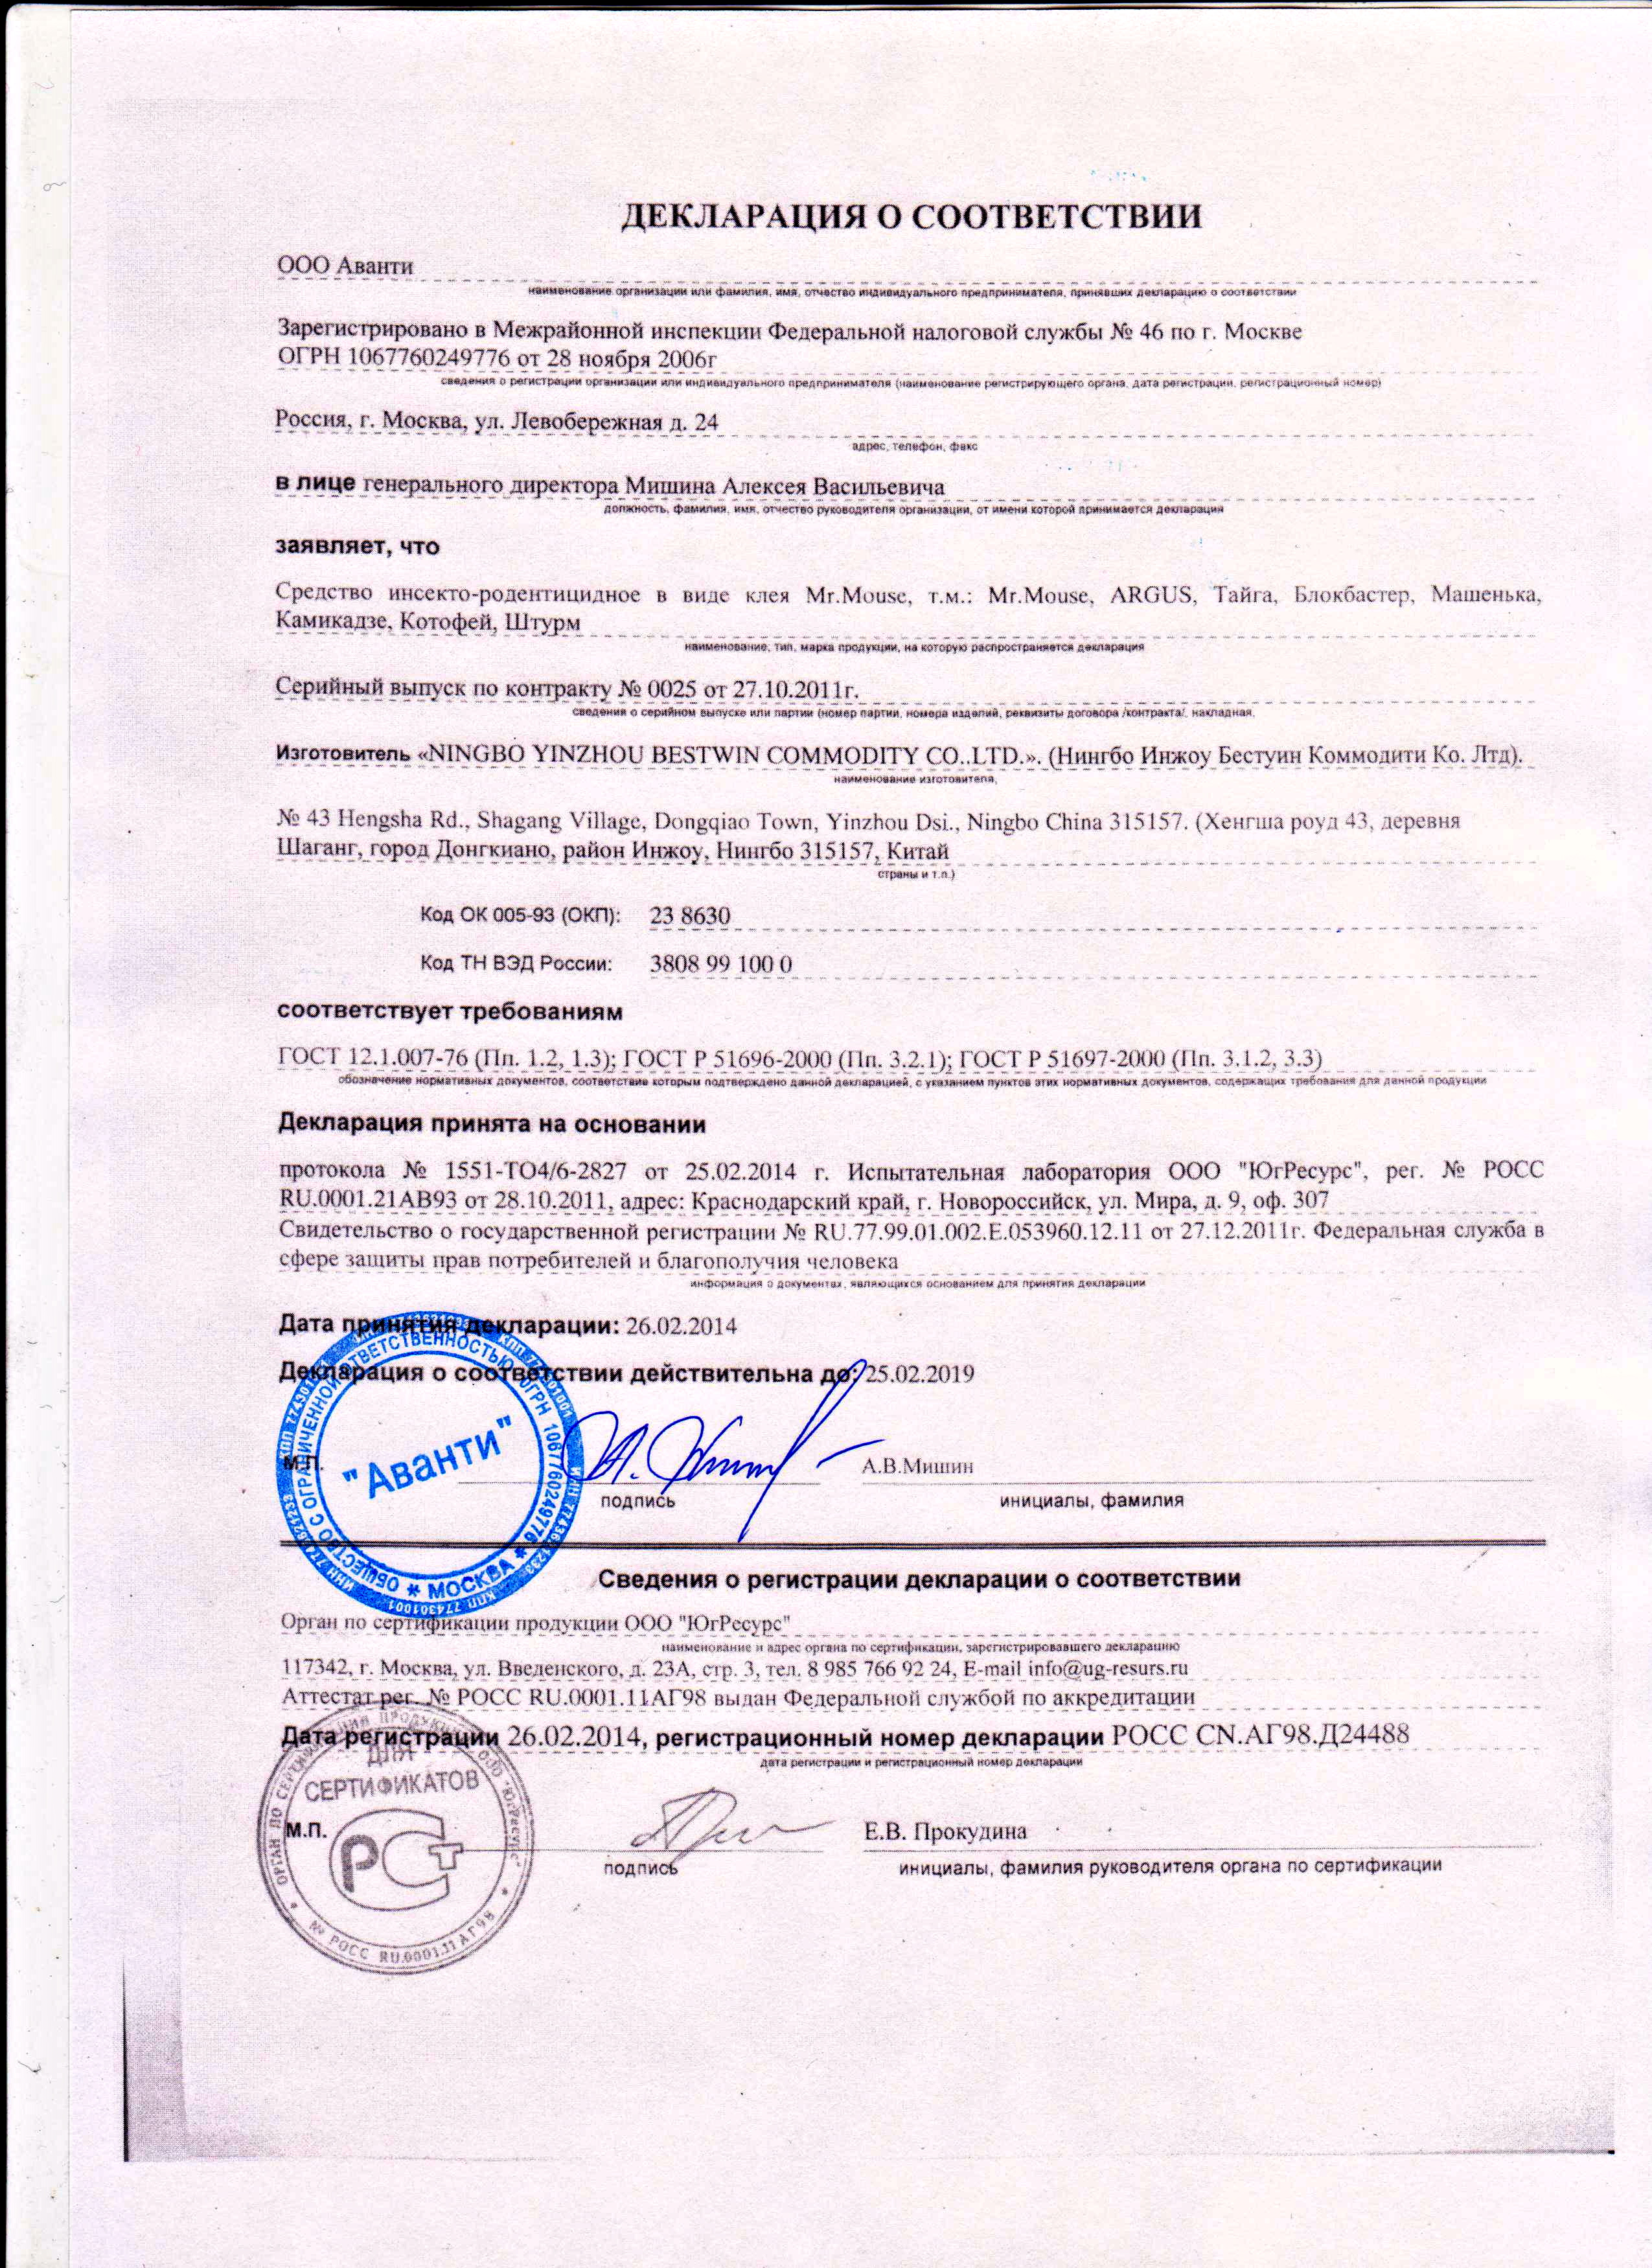 ДЕКЛАРАЦИЯ О СООТВЕТСТВИИ
ООО Аванти
наименование организации или фамилия, имя, отчество индивидуального предпринимателя, принявших декларацию о соответствии
Зарегистрировано в Межрайонной инспекции Федеральной налоговой службы № 46 по г. Москве
ОГРН 1067760249776 от 28 ноября 2006г
сведения о регистрации организации или индивидуального предпринимателя (наименование регистрирующего органа, дата регистрации, регистрационный номер)
Россия, г. Москва, ул. Левобережная д. 24
адрес, телефон, факс
в лице генерального директора Мишина Алексея Васильевича
должность, фамилия, имя, отчество руководителя организации, от имени которой принимается декларация
заявляет, что
Средство инсекто-родентицидное в виде клея Mr.Mouse, т.м.: Mr.Mouse, ARGUS, Тайга, Блокбастер, Машенька,
Камикадзе, Котофей, Штурм
наименование, тип, марка продукции, на которую распространяется декларация
Серийный выпуск по контракту № 0025 от 27.10.2011г.
сведения о серийном выпуске или партии (номер партии, номера изделий, реквизиты договора /контракта/, накладная,
Изготовитель «NINGBO YINZHOU BESTWIN COMMODITY CO..LTD.». (Нингбо Инжоу Бестуин Коммодити Ко. Лтд).
наименование изготовителя,
№ 43 Hengsha Rd., Shagang Village, Dongqiao Town, Yinzhou Dsi., Ningbo China 315157. (Хенгша роуд 43, деревня
Шаганг, город Донгкиано, район Инжоу, Нингбо 315157, Китай
страны и т.п.)
Код ОК 005-93 (ОКП): 23 8630
Код ТН ВЭД России: 3808 99 100 0
соответствует требованиям
ГОСТ 12.1.007-76 (Пп. 1.2, 1.3); ГОСТ Р 51696-2000 (Пп. 3.2.1); ГОСТ Р 51697-2000 (Пп. 3.1.2, 3.3)
обозначение нормативных документов, соответствие которым подтверждено данной декларацией, с указанием пунктов этих нормативных документов, содержащих требования для данной продукции
Декларация принята на основании
протокола № 1551-ТО4/6-2827 от 25.02.2014 г. Испытательная лаборатория ООО "ЮгРесурс", рег. № РОСС
RU.0001.21АВ93 от 28.10.2011, адрес: Краснодарский край, г. Новороссийск, ул. Мира, д. 9, оф. 307
Свидетельство о государственной регистрации № RU.77.99.01.002.Е.053960.12.11 от 27.12.2011г. Федеральная служба в
сфере защиты прав потребителей и благополучия человека
информация о документах, являющихся основанием для принятия декларации
Дата принятия декларации: 26.02.2014
Декларация о соответствии действительна до: 25.02.2019
ОБЩЕСТВО С ОГРАНИЧЕННОЙ ОТВЕТСТВЕННОСТЬЮ ОГРН 1067760249776 * МОСКВА *
"Аванти"
М.П.
А.В.Мишин
подпись инициалы, фамилия
Сведения о регистрации декларации о соответствии
Орган по сертификации продукции ООО "ЮгРесурс"
наименование и адрес органа по сертификации, зарегистрировавшего декларацию
117342, г. Москва, ул. Введенского, д. 23А, стр. 3, тел. 8 985 766 92 24, E-mail info@ug-resurs.ru
Аттестат рег. № РОСС RU.0001.11АГ98 выдан Федеральной службой по аккредитации
Дата регистрации 26.02.2014, регистрационный номер декларации РОСС CN.АГ98.Д24488
дата регистрации и регистрационный номер декларации
ОРГАН ПО СЕРТИФИКАЦИИ ПРОДУКЦИИ ООО "ЮгРесурс"
ДЛЯ
СЕРТИФИКАТОВ
№ РОСС RU.0001.11АГ98
М.П.
Е.В. Прокудина
подпись инициалы, фамилия руководителя органа по сертификации